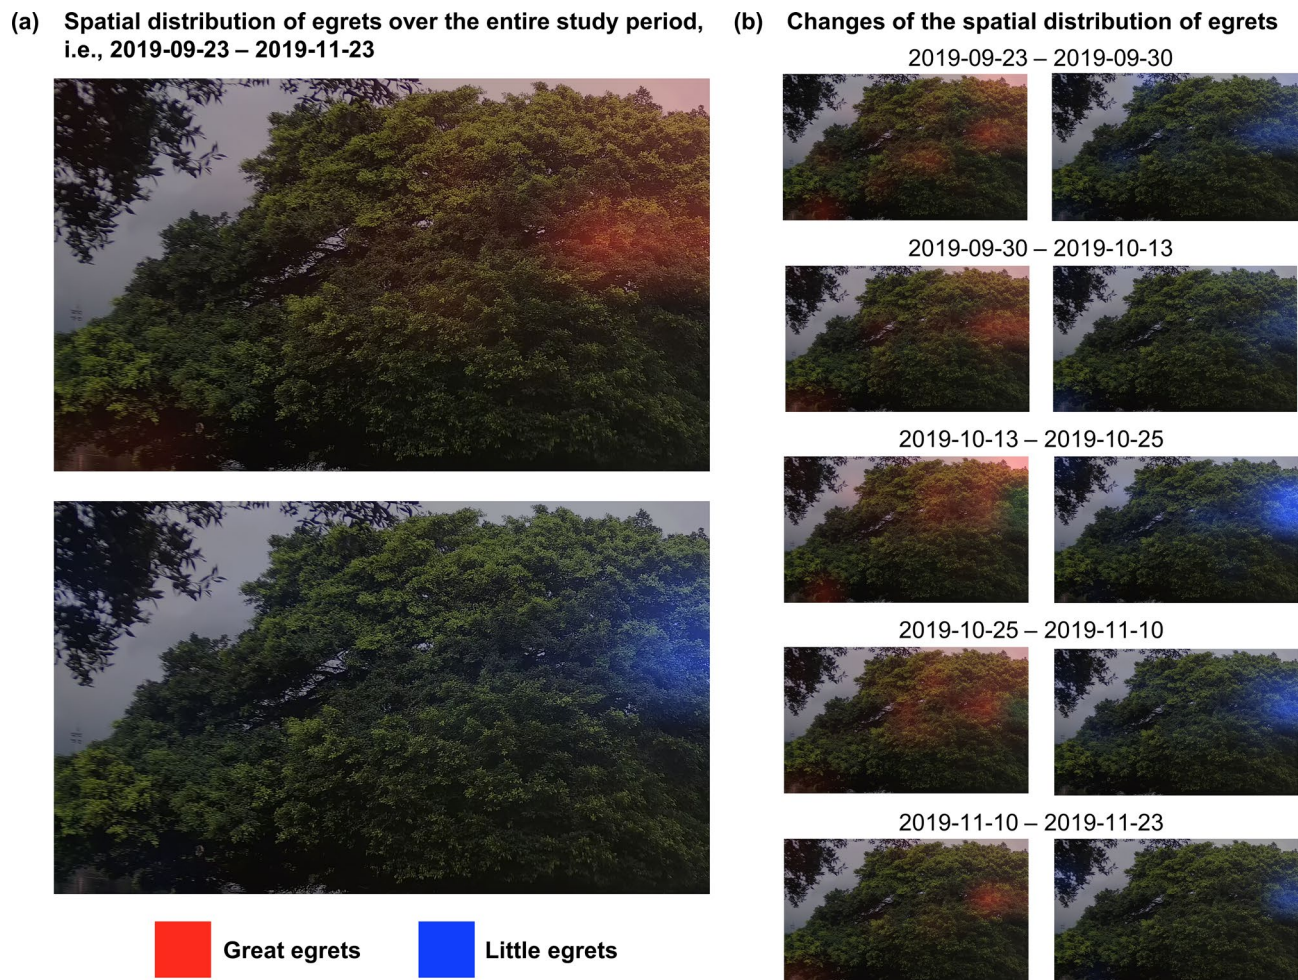 (a) Spatial distribution of egrets over the entire study period,
i.e., 2019-09-23 – 2019-11-23
(b) Changes of the spatial distribution of egrets
2019-09-23 – 2019-09-30
2019-09-30 – 2019-10-13
2019-10-13 – 2019-10-25
2019-10-25 – 2019-11-10
2019-11-10 – 2019-11-23
Great egrets
Little egrets